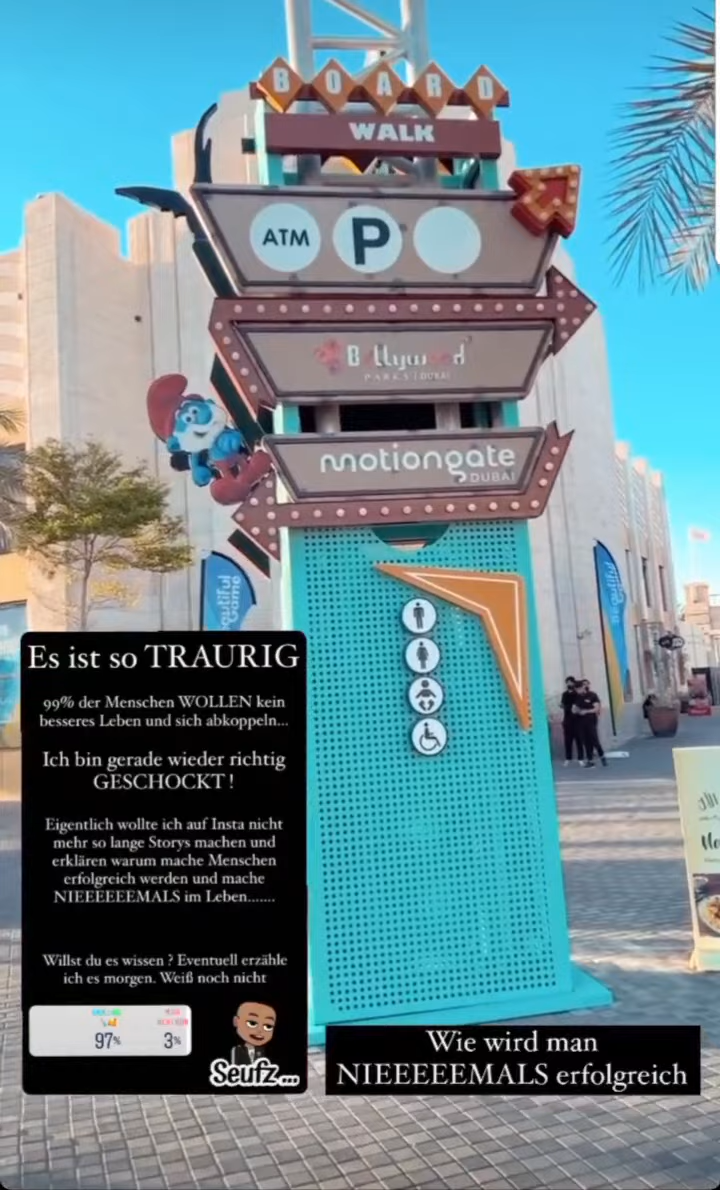 BOARD
WALK
ATM
P
Bollywood
PARKS | DUBAI
motiongate
DUBAI
Beautiful
Game
Beautiful
Es ist so TRAURIG
99% der Menschen WOLLEN kein
besseres Leben und sich abkoppeln...
Ich bin gerade wieder richtig
GESCHOCKT !
Eigentlich wollte ich auf Insta nicht
mehr so lange Storys machen und
erklären warum mache Menschen
erfolgreich werden und mache
NIEEEEEEMALS im Leben.......
Willst du es wissen ? Eventuell erzähle
ich es morgen. Weiß noch nicht
97% 3%
Seufz...
Wie wird man
NIEEEEEMALS erfolgreich